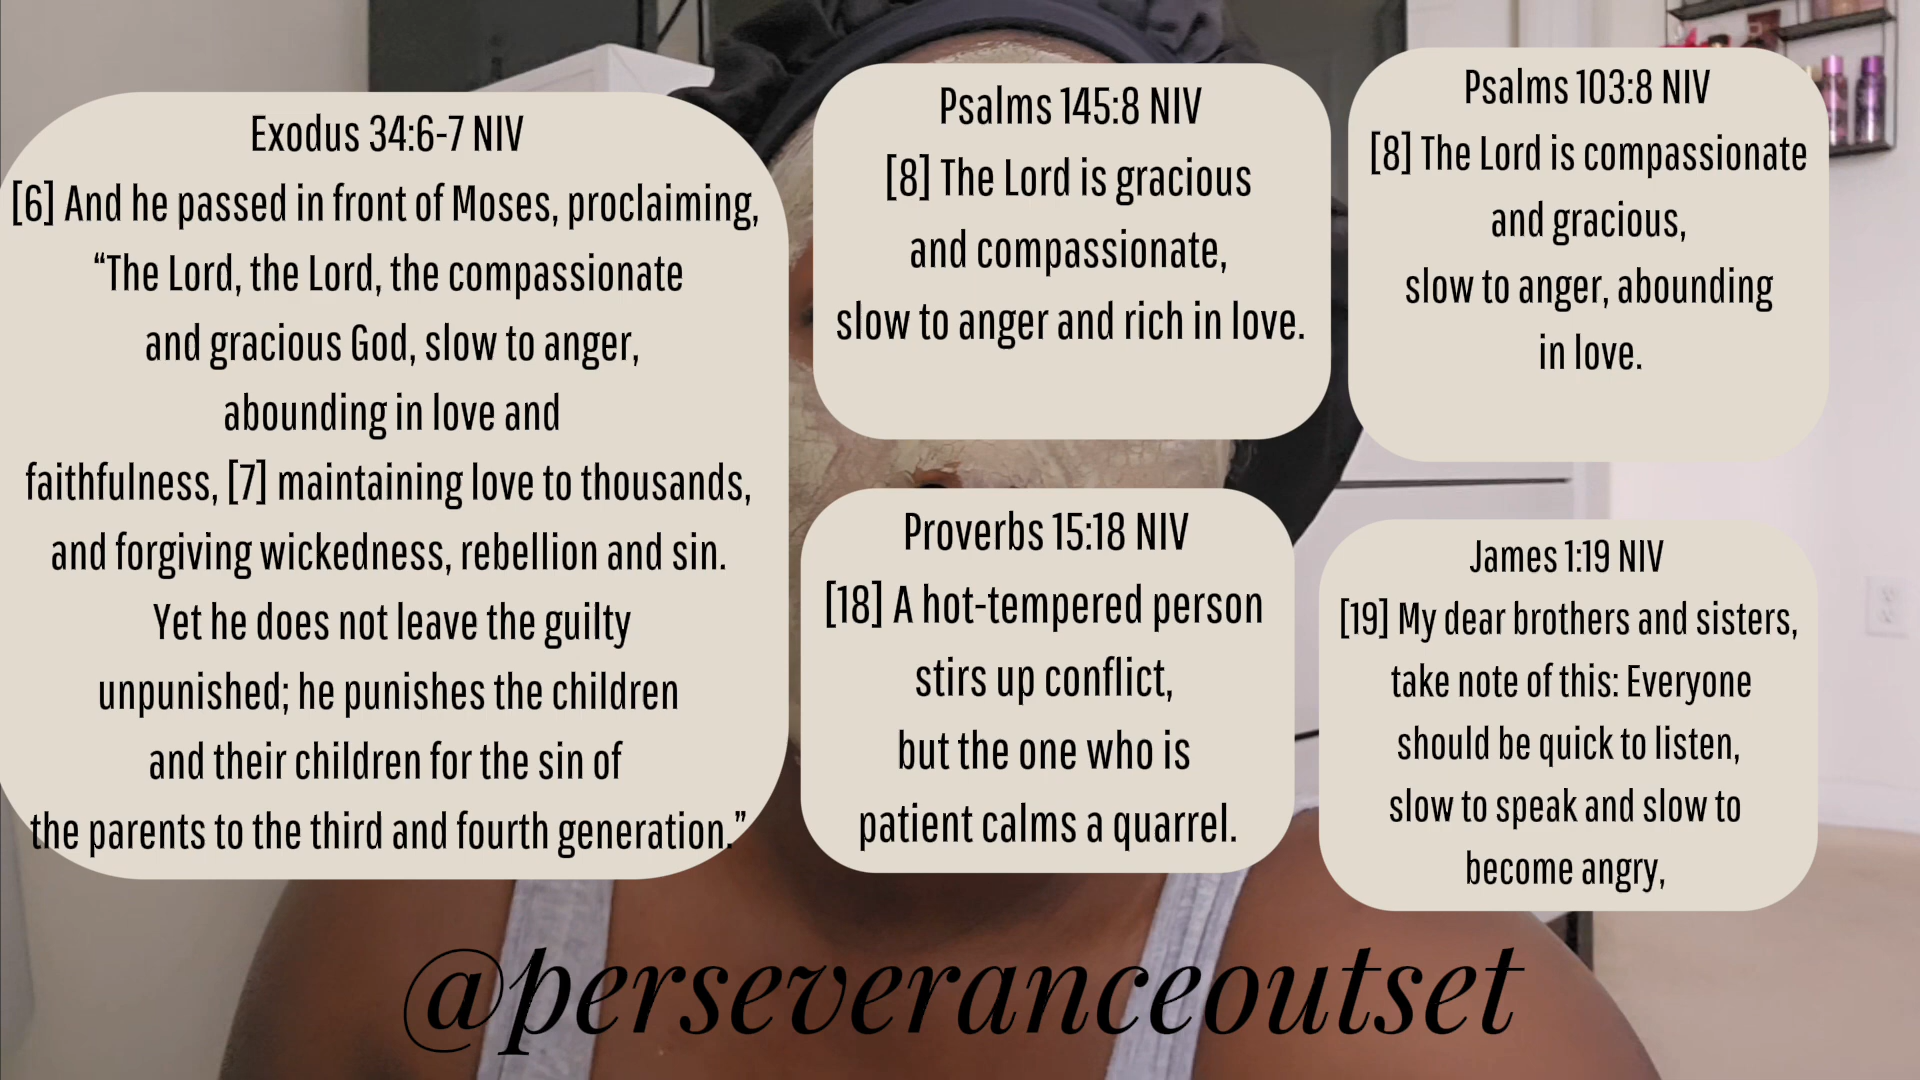 Exodus 34:6-7 NIV
[6] And he passed in front of Moses, proclaiming,
“The Lord, the Lord, the compassionate
and gracious God, slow to anger,
abounding in love and
faithfulness, [7] maintaining love to thousands,
and forgiving wickedness, rebellion and sin.
Yet he does not leave the guilty
unpunished; he punishes the children
and their children for the sin of
the parents to the third and fourth generation.”
Psalms 145:8 NIV
[8] The Lord is gracious
and compassionate,
slow to anger and rich in love.
Psalms 103:8 NIV
[8] The Lord is compassionate
and gracious,
slow to anger, abounding
in love.
Proverbs 15:18 NIV
[18] A hot-tempered person
stirs up conflict,
but the one who is
patient calms a quarrel.
James 1:19 NIV
[19] My dear brothers and sisters,
take note of this: Everyone
should be quick to listen,
slow to speak and slow to
become angry,
@perseveranceoutset